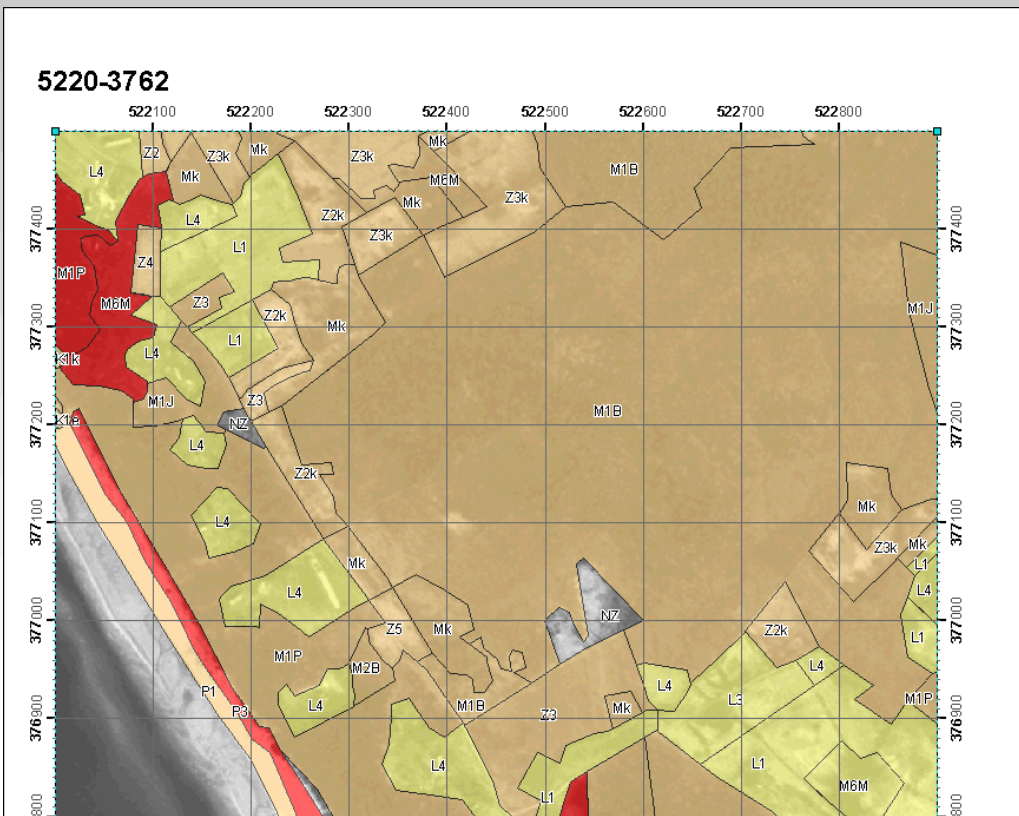 5220-3762
522100 522200 522300 522400 522500 522600 522700 522800
L4 Z2 Z3k Mk Z3k Mk M1B
Mk M6M
Z3k
Mk
L4 Z2k
377400 Z3k 377400
L1
Z4
M1P
M6M Z3 M1J
Z2k
377300 Mk 377300
L1
L4
K1k
M1J Z3
M1B
377200 K1e NZ 377200
L4
Z2k
Mk
377100 L4 377100
Z3k Mk
Mk L1
L4 L4
377000 NZ 377000
Z5 Mk Z2k L1
M1P
M2B L4
L4
P1 L3 M1P
L4 M1B
376900 P3 Z3 Mk 376900
L4 L1
M6M
L1
800 800